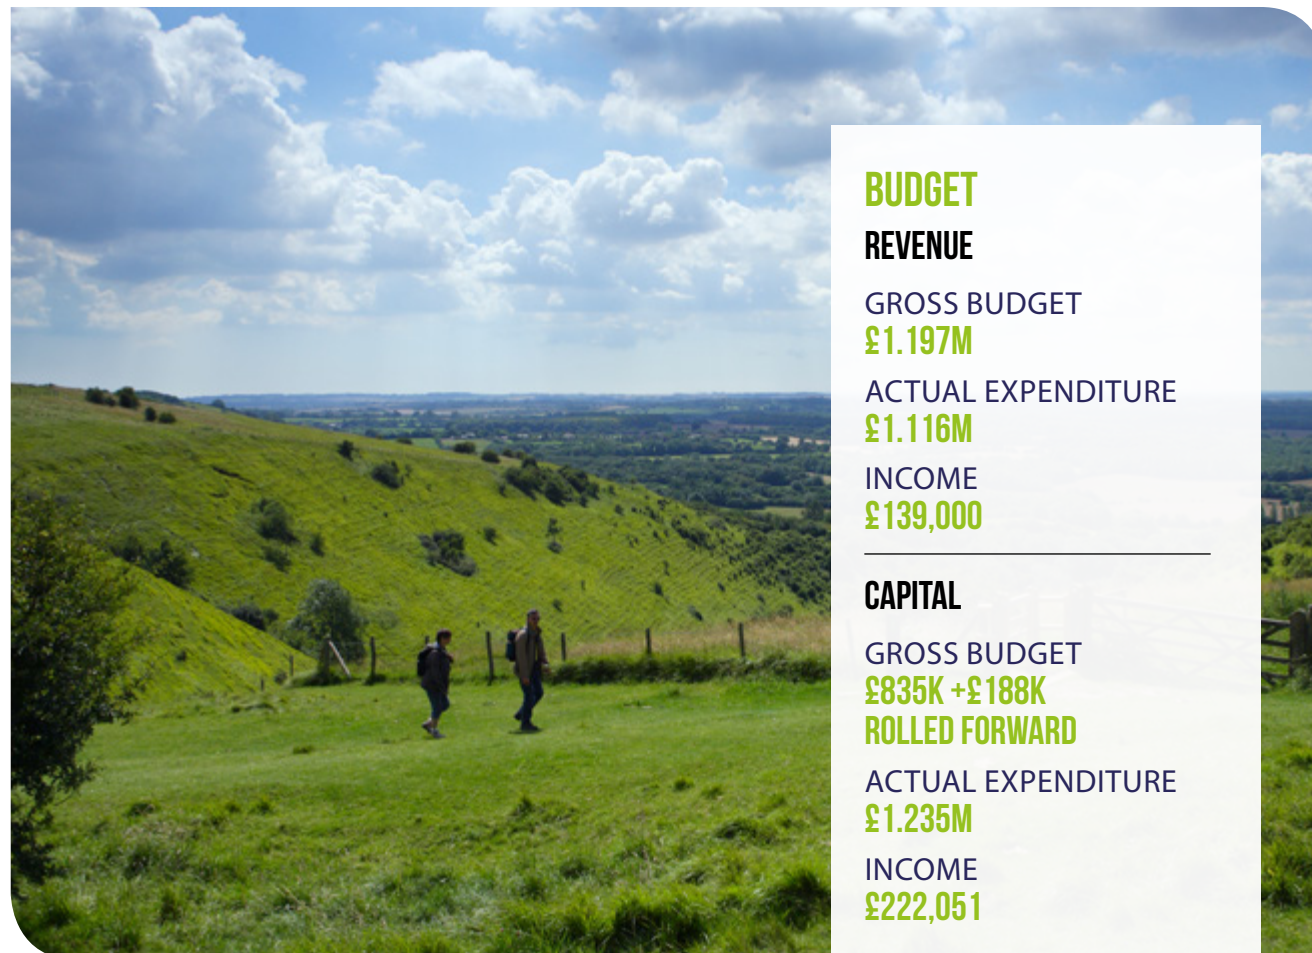 BUDGET
REVENUE
GROSS BUDGET
£1.197M
ACTUAL EXPENDITURE
£1.116M
INCOME
£139,000
CAPITAL
GROSS BUDGET
£835K +£188K
ROLLED FORWARD
ACTUAL EXPENDITURE
£1.235M
INCOME
£222,051